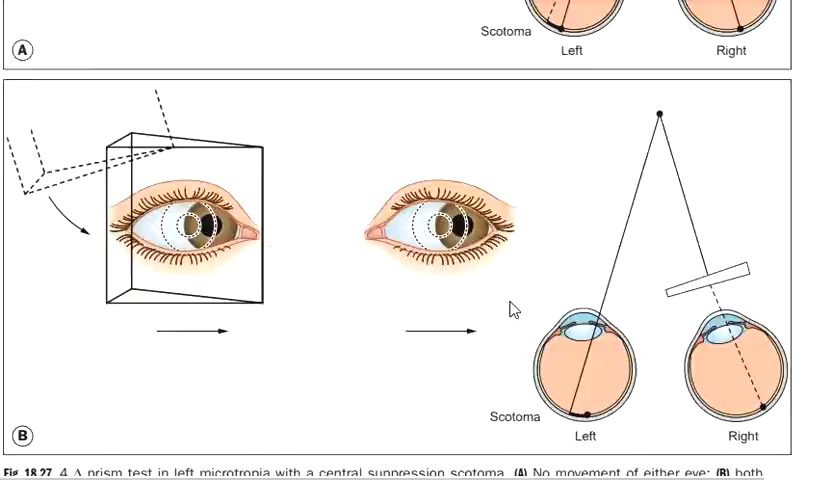 Scotoma
A
Left
Right
Scotoma
B
Left
Right
Fig. 18.27 4 Δ prism test in left microtropia with a central suppression scotoma. (A) No movement of either eye; (B) both